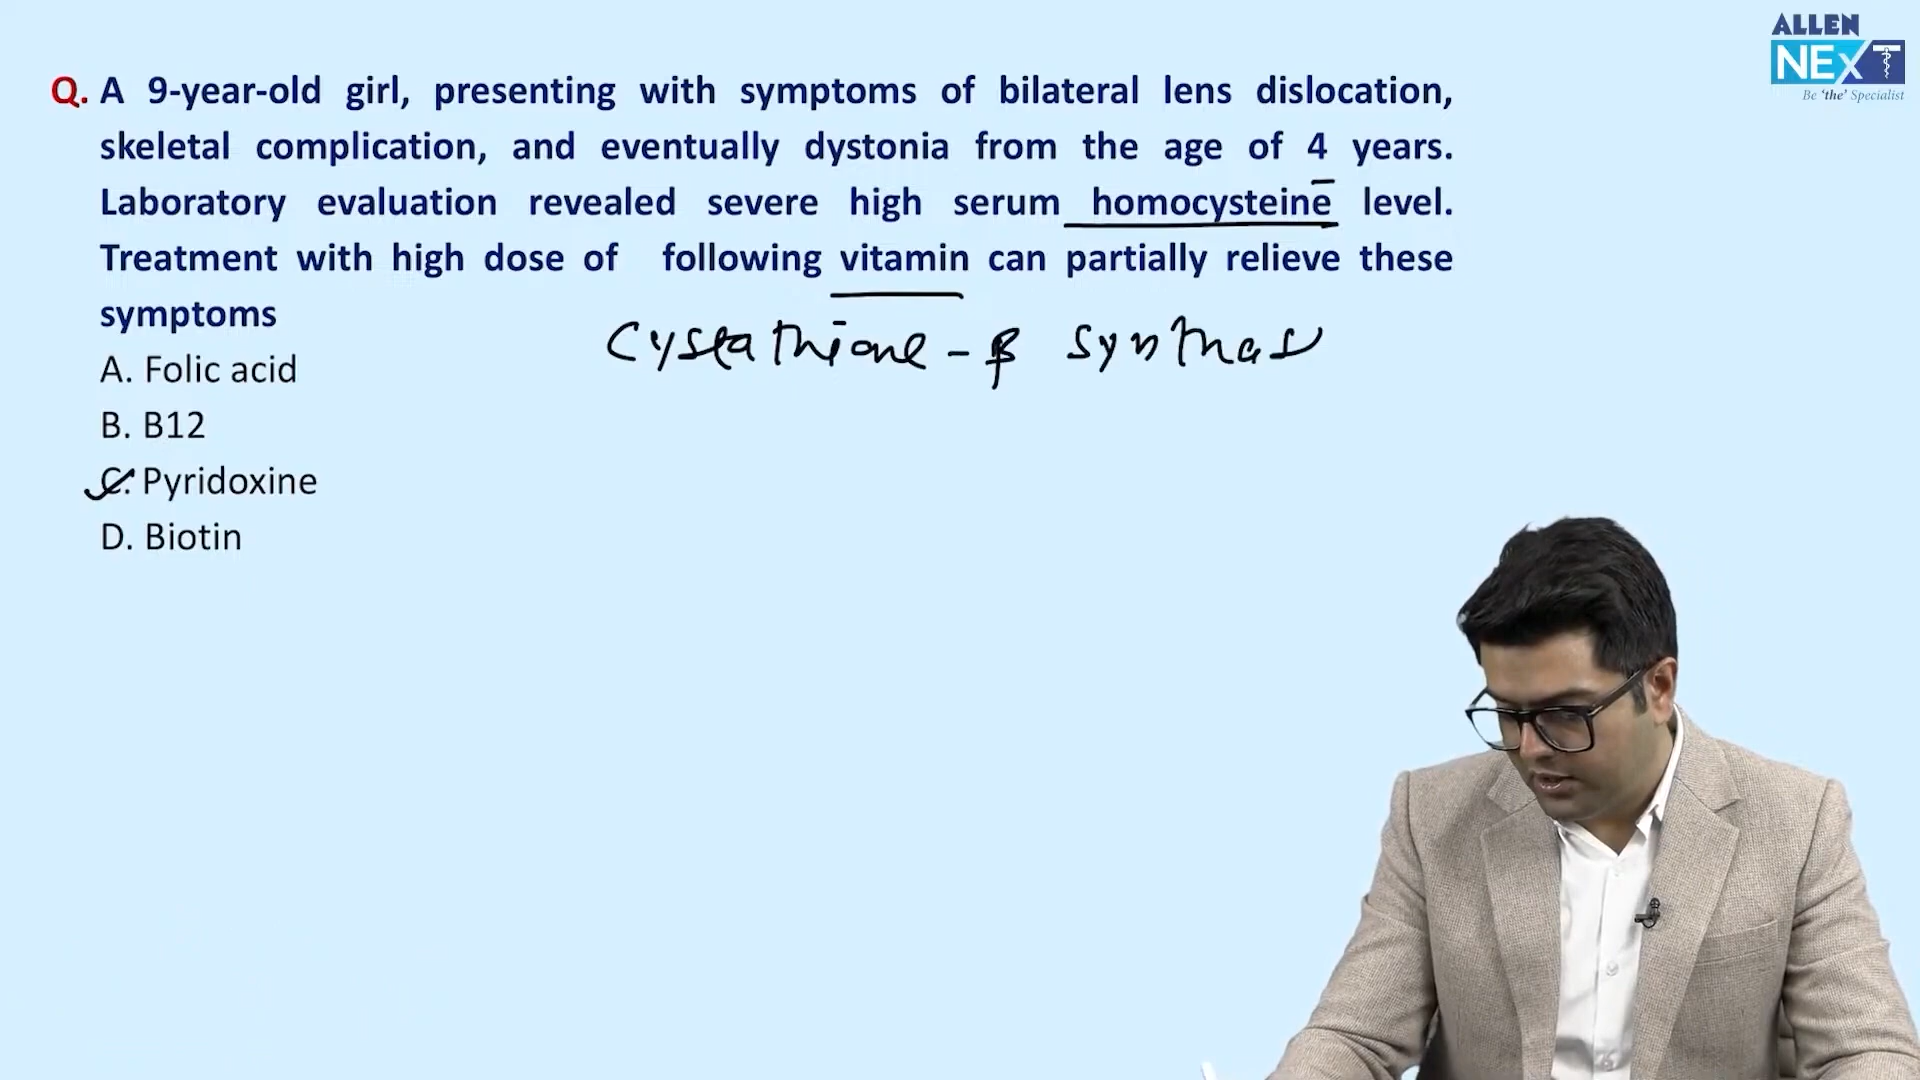 ALLEN
NEXT
Be 'the' Specialist
Q. A 9-year-old girl, presenting with symptoms of bilateral lens dislocation,
skeletal complication, and eventually dystonia from the age of 4 years.
Laboratory evaluation revealed severe high serum homocysteine level.
Treatment with high dose of following vitamin can partially relieve these
symptoms
Cystathione - β Synthas
A. Folic acid
B. B12
C. Pyridoxine
D. Biotin